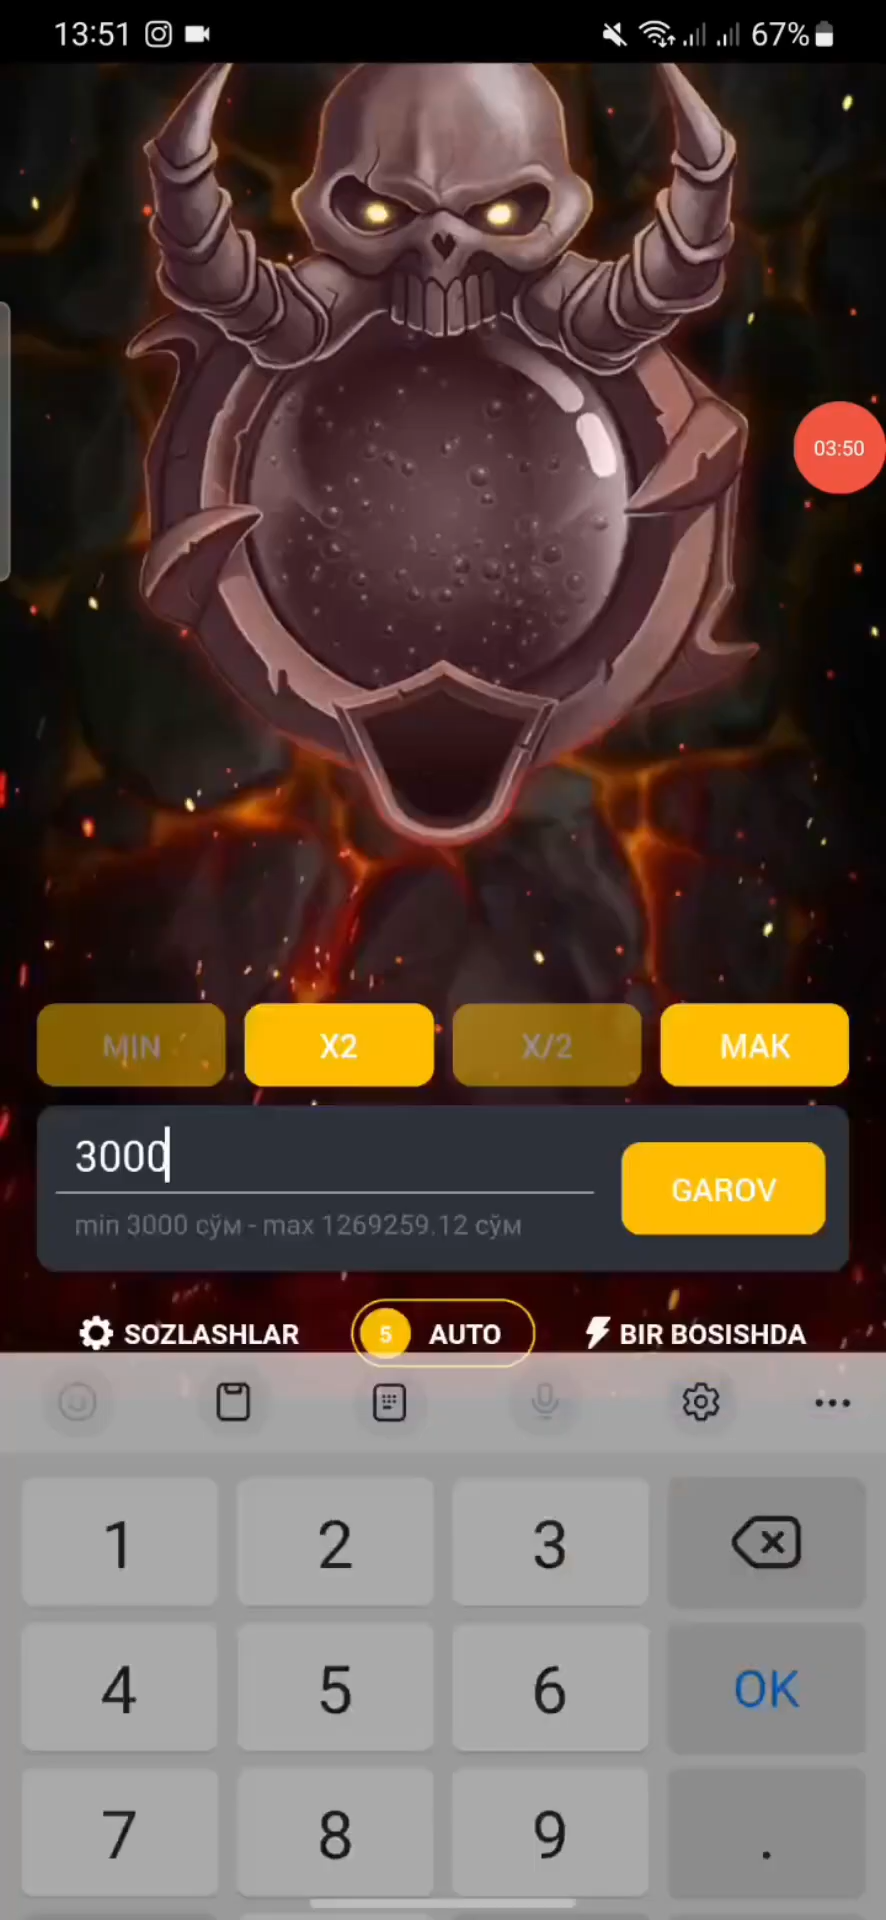 13:51 67%
03:50
MIN X2 X/2 MAK
3000
GAROV
min 3000 сўм - max 1269259.12 сўм
SOZLASHLAR 5 AUTO BIR BOSISHDA
1 2 3
4 5 6 OK
7 8 9 .